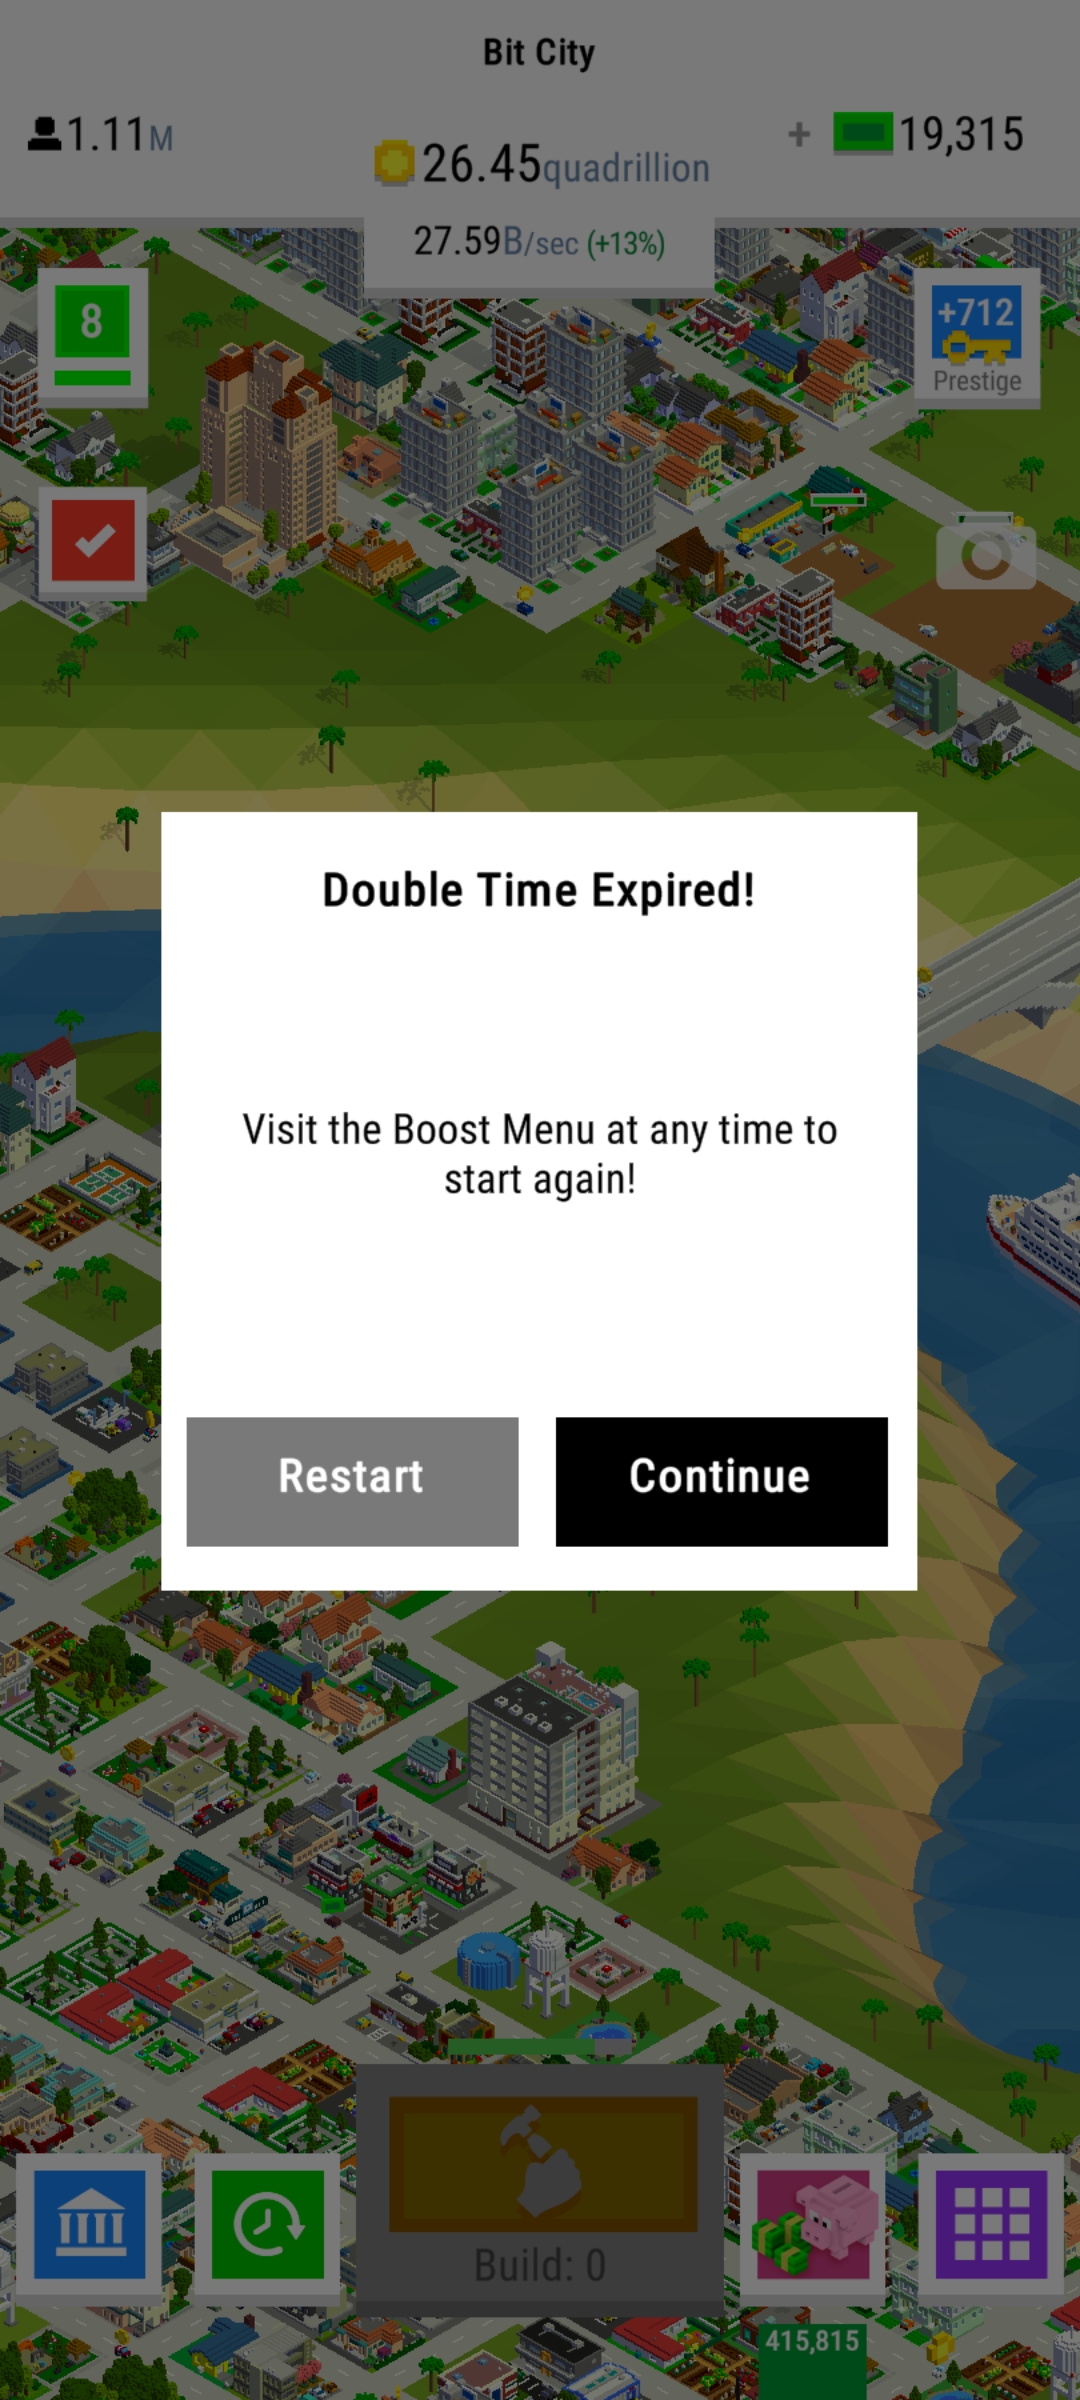 Bit City
1.11M
26.45quadrillion
+ 19,315
27.59B/sec (+13%)
8
+712
Prestige
Double Time Expired!
Visit the Boost Menu at any time to
start again!
Restart
Continue
Build: 0
415,815